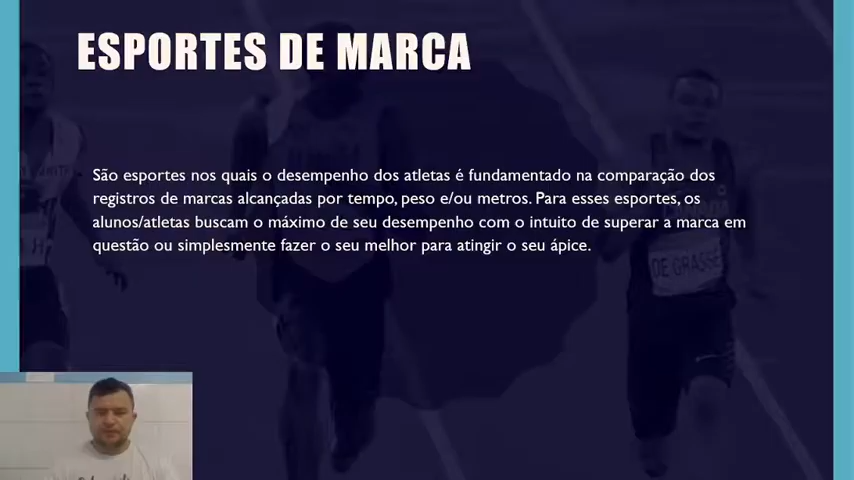 ESPORTES DE MARCA
São esportes nos quais o desempenho dos atletas é fundamentado na comparação dos
registros de marcas alcançadas por tempo, peso e/ou metros. Para esses esportes, os
alunos/atletas buscam o máximo de seu desempenho com o intuito de superar a marca em
questão ou simplesmente fazer o seu melhor para atingir o seu ápice.
DE GRASSE